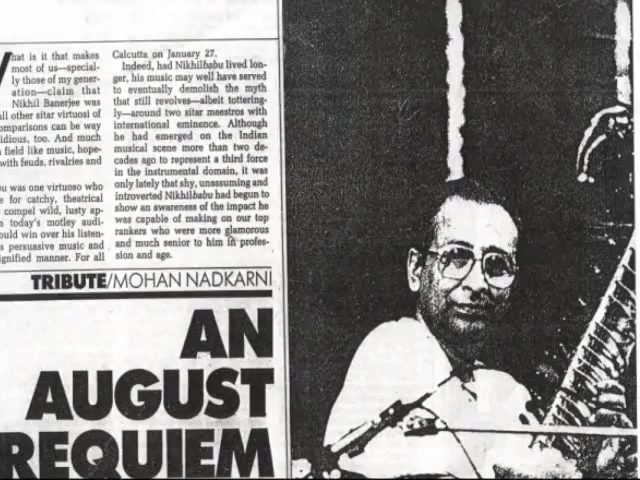 hat is it that makes
most of us—special-
ly those of my gener-
ation—claim that
Nikhil Banerjee was
all other sitar virtuosi of
omparisons can be way
idious, too. And much
field like music, hope-
with feuds, rivalries and
u was one virtuoso who
e for catchy, theatrical
compel wild, lusty ap-
n today's motley audi-
ould win over his listen-
s persuasive music and
ignified manner. For all
Calcutta on January 27.
Indeed, had Nikhilbabu lived lon-
ger, his music may well have served
to eventually demolish the myth
that still revolves—albeit tottering-
ly—around two sitar maestros with
international eminence. Although
he had emerged on the Indian
musical scene more than two de-
cades ago to represent a third force
in the instrumental domain, it was
only lately that shy, unassuming and
introverted Nikhilbabu had begun to
show an awareness of the impact he
was capable of making on our top
rankers who were more glamorous
and much senior to him in profes-
sion and age.
TRIBUTE/MOHAN NADKARNI
AN
AUGUST
REQUIEM